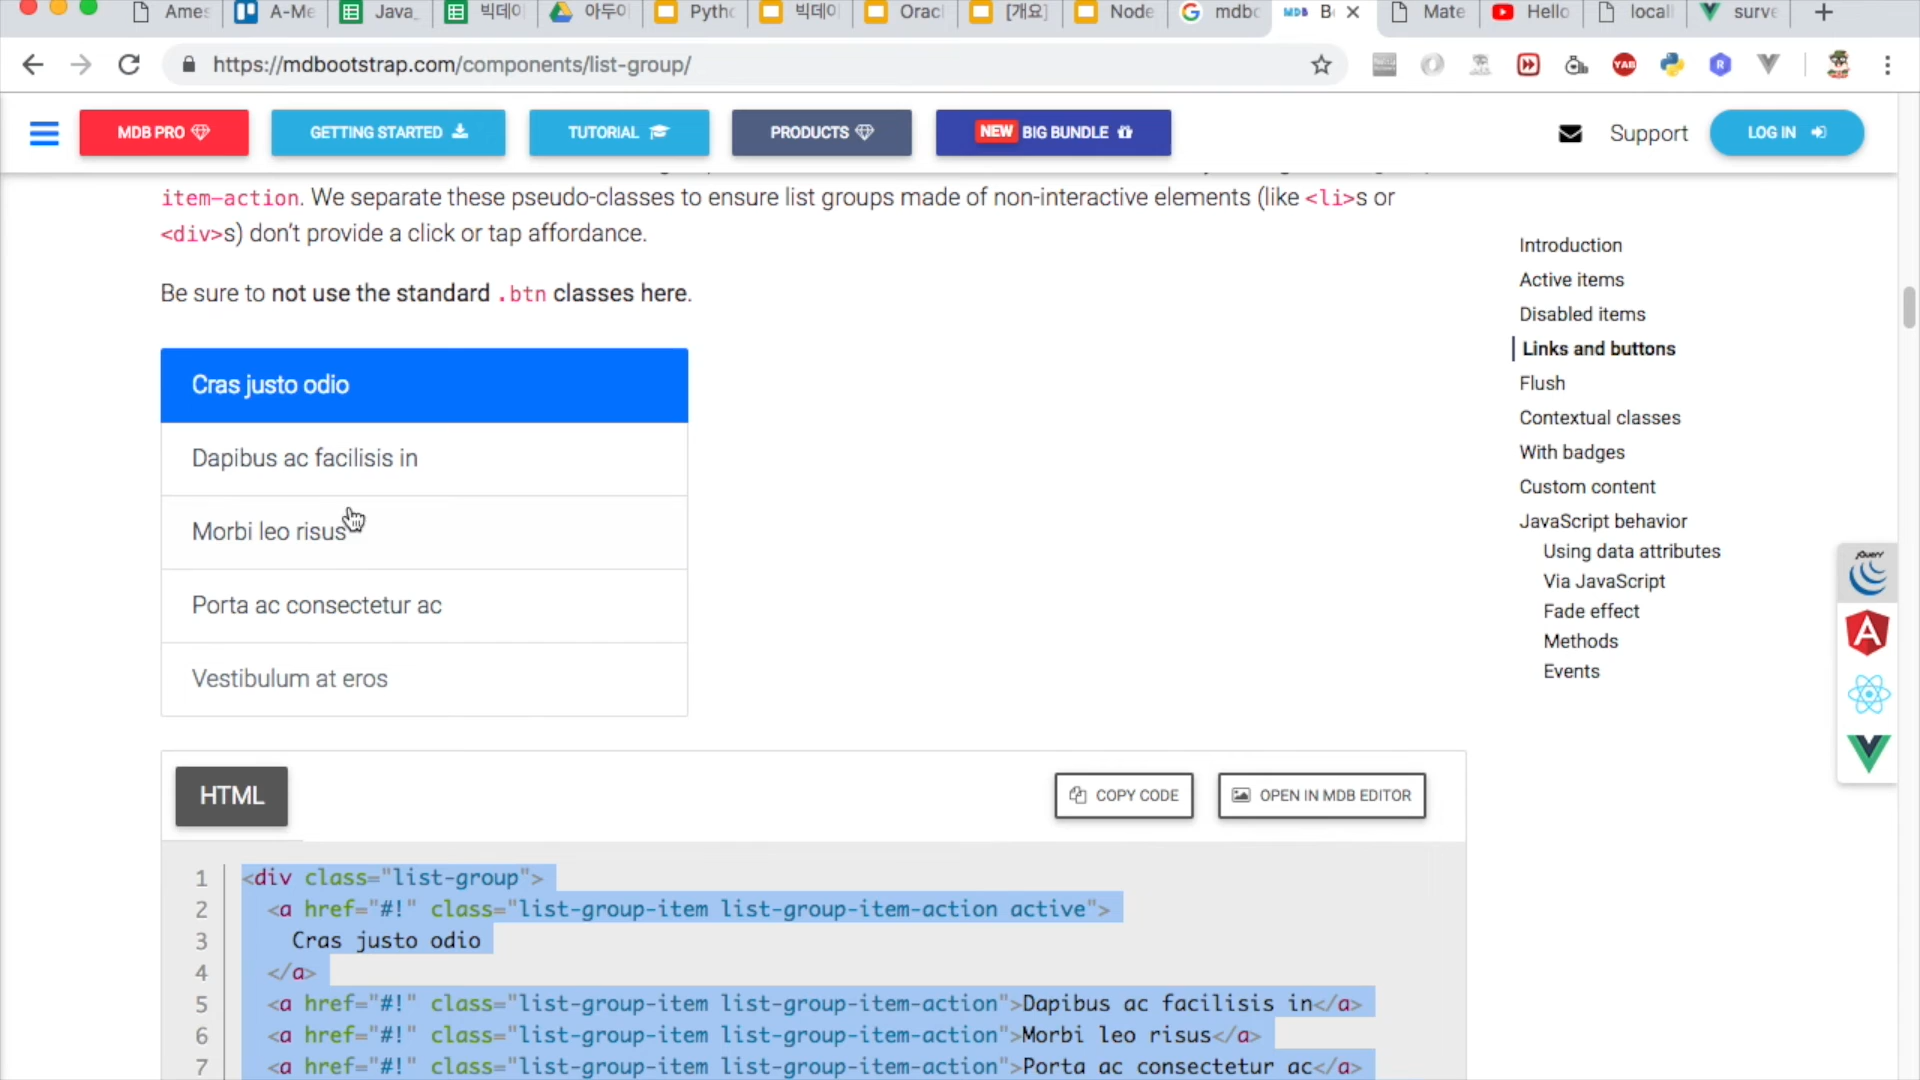 Ames
A-Me
Java_
빅데이
아두이
Pytho
빅데이
Oracl
[개요]
Node
mdbo
MDB
Mate
Hello
locall
surve
https://mdbootstrap.com/components/list-group/
YAB
R
MDB PRO
GETTING STARTED
TUTORIAL
PRODUCTS
NEW BIG BUNDLE
Support
LOG IN
item-action. We separate these pseudo-classes to ensure list groups made of non-interactive elements (like <li>s or
<div>s) don't provide a click or tap affordance.
Be sure to not use the standard .btn classes here.
Cras justo odio
Dapibus ac facilisis in
Morbi leo risus
Porta ac consectetur ac
Vestibulum at eros
Introduction
Active items
Disabled items
Links and buttons
Flush
Contextual classes
With badges
Custom content
JavaScript behavior
Using data attributes
Via JavaScript
Fade effect
Methods
Events
jQuery
HTML
COPY CODE
OPEN IN MDB EDITOR
1 <div class="list-group">
2 <a href="#!" class="list-group-item list-group-item-action active">
3 Cras justo odio
4 </a>
5 <a href="#!" class="list-group-item list-group-item-action">Dapibus ac facilisis in</a>
6 <a href="#!" class="list-group-item list-group-item-action">Morbi leo risus</a>
7 <a href="#!" class="list-group-item list-group-item-action">Porta ac consectetur ac</a>